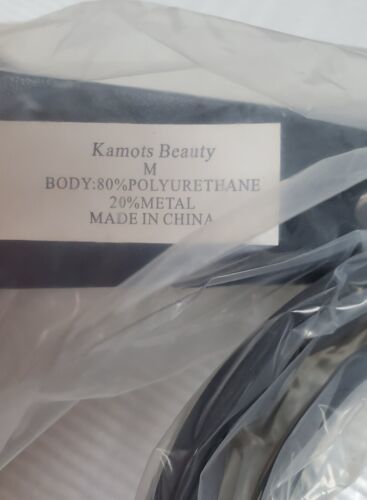 Kamots Beauty
M
BODY:80%POLYURETHANE
20%METAL
MADE IN CHINA